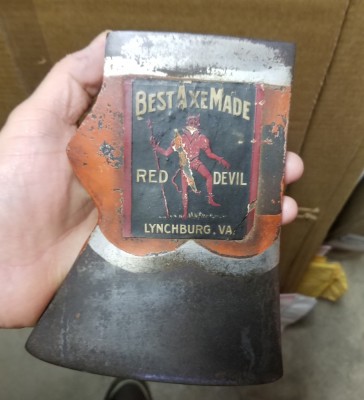 BEST AXE MADE
RED DEVIL
LYNCHBURG, VA.